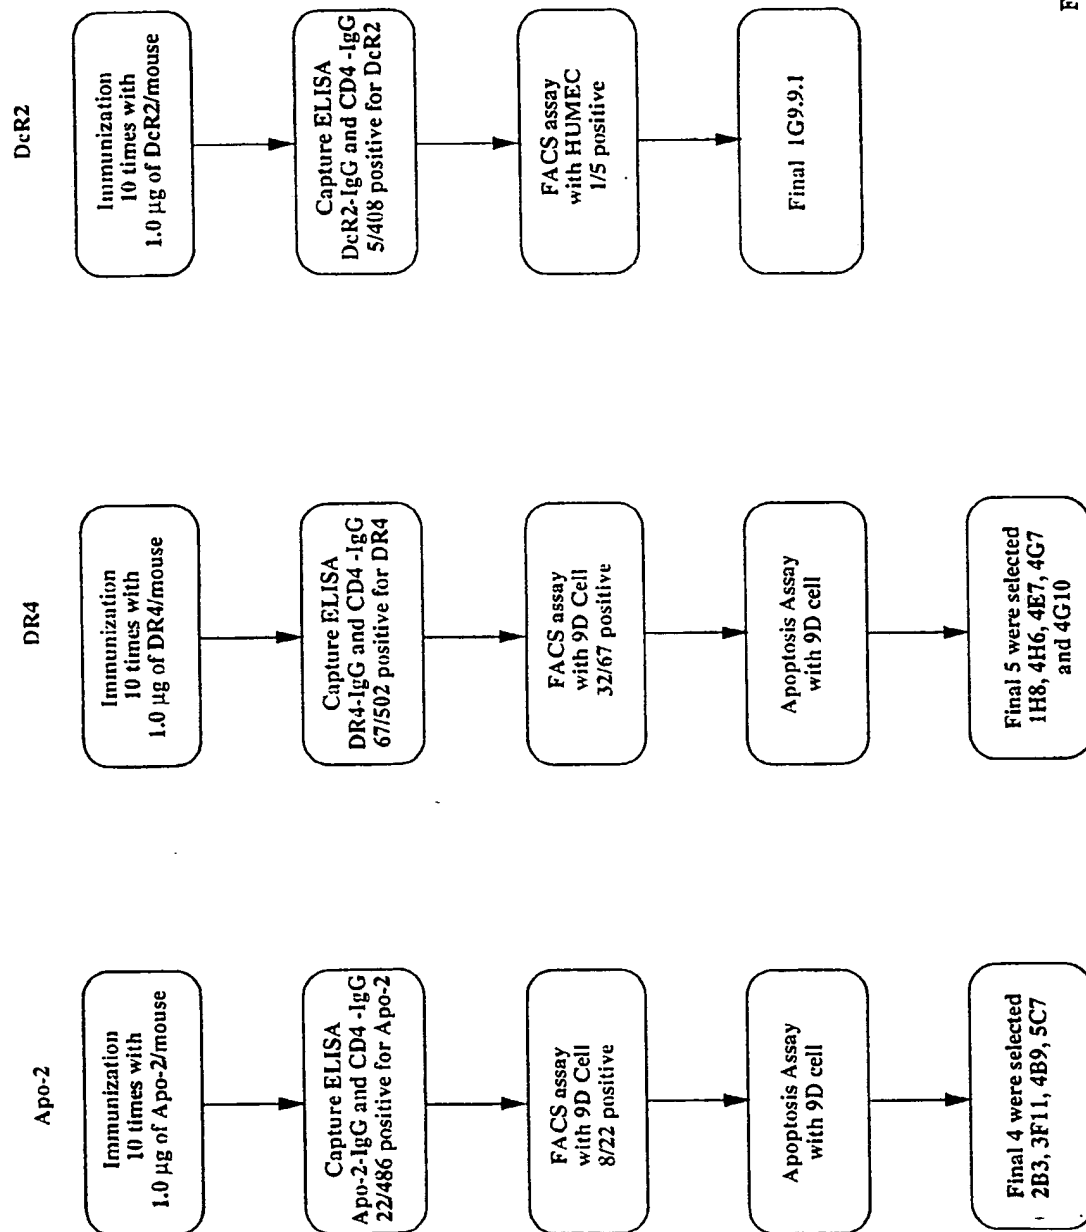 Apo-2
Immunization
10 times with
1.0 µg of Apo-2/mouse
Capture ELISA
Apo-2-IgG and CD4 -IgG
22/486 positive for Apo-2
FACS assay
with 9D Cell
8/22 positive
Apoptosis Assay
with 9D cell
Final 4 were selected
2B3, 3F11, 4B9, 5C7
DR4
Immunization
10 times with
1.0 µg of DR4/mouse
Capture ELISA
DR4-IgG and CD4 -IgG
67/502 positive for DR4
FACS assay
with 9D Cell
32/67 positive
Apoptosis Assay
with 9D cell
Final 5 were selected
1H8, 4H6, 4E7, 4G7
and 4G10
DcR2
Immunization
10 times with
1.0 µg of DcR2/mouse
Capture ELISA
DcR2-IgG and CD4 -IgG
5/408 positive for DcR2
FACS assay
with HUMEC
1/5 positive
Final 1G9.9.1
F